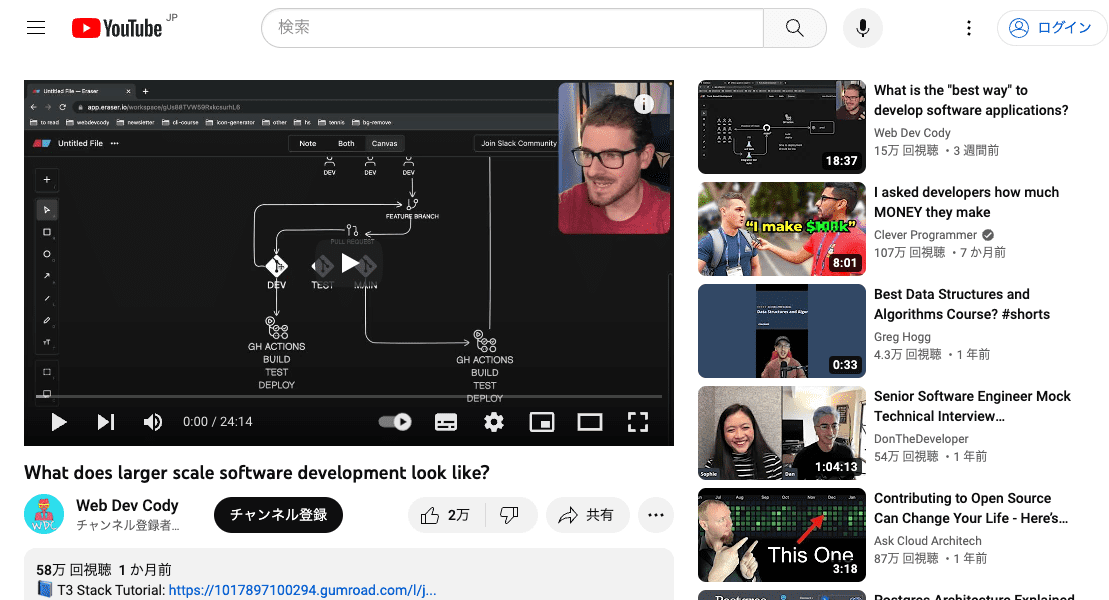 YouTube JP
検索
ログイン
Untitled File — Eraser
app.eraser.io/workspace/gUs88TVW59Rxkcsurhl6
to read
webdevcody
newsletter
cli-course
icon-generator
other
hs
tennis
bg-remove
Untitled File
Note
Both
Canvas
Join Slack Community
DEV
DEV
DEV
FEATURE BRANCH
PULL REQUEST
DEV
TEST
MAIN
GH ACTIONS
BUILD
TEST
DEPLOY
GH ACTIONS
BUILD
TEST
DEPLOY
0:00 / 24:14
What does larger scale software development look like?
WDC
Web Dev Cody
チャンネル登録者…
チャンネル登録
2万
共有
58万 回視聴 1 か月前
T3 Stack Tutorial: https://1017897100294.gumroad.com/l/j...
18:37
What is the "best way" to
develop software applications?
Web Dev Cody
15万 回視聴 ・3 週間前
8:01
I asked developers how much
MONEY they make
Clever Programmer
107万 回視聴 ・7 か月前
0:33
Best Data Structures and
Algorithms Course? #shorts
Greg Hogg
4.3万 回視聴 ・1 年前
Sophie
Dan
1:04:13
Senior Software Engineer Mock
Technical Interview…
DonTheDeveloper
54万 回視聴 ・1 年前
Jul Aug Sep Oct Nov Dec Jan
This One
3:18
Contributing to Open Source
Can Change Your Life - Here's…
Ask Cloud Architect
87万 回視聴 ・1 年前
Postgres
Postgres Architecture Explained